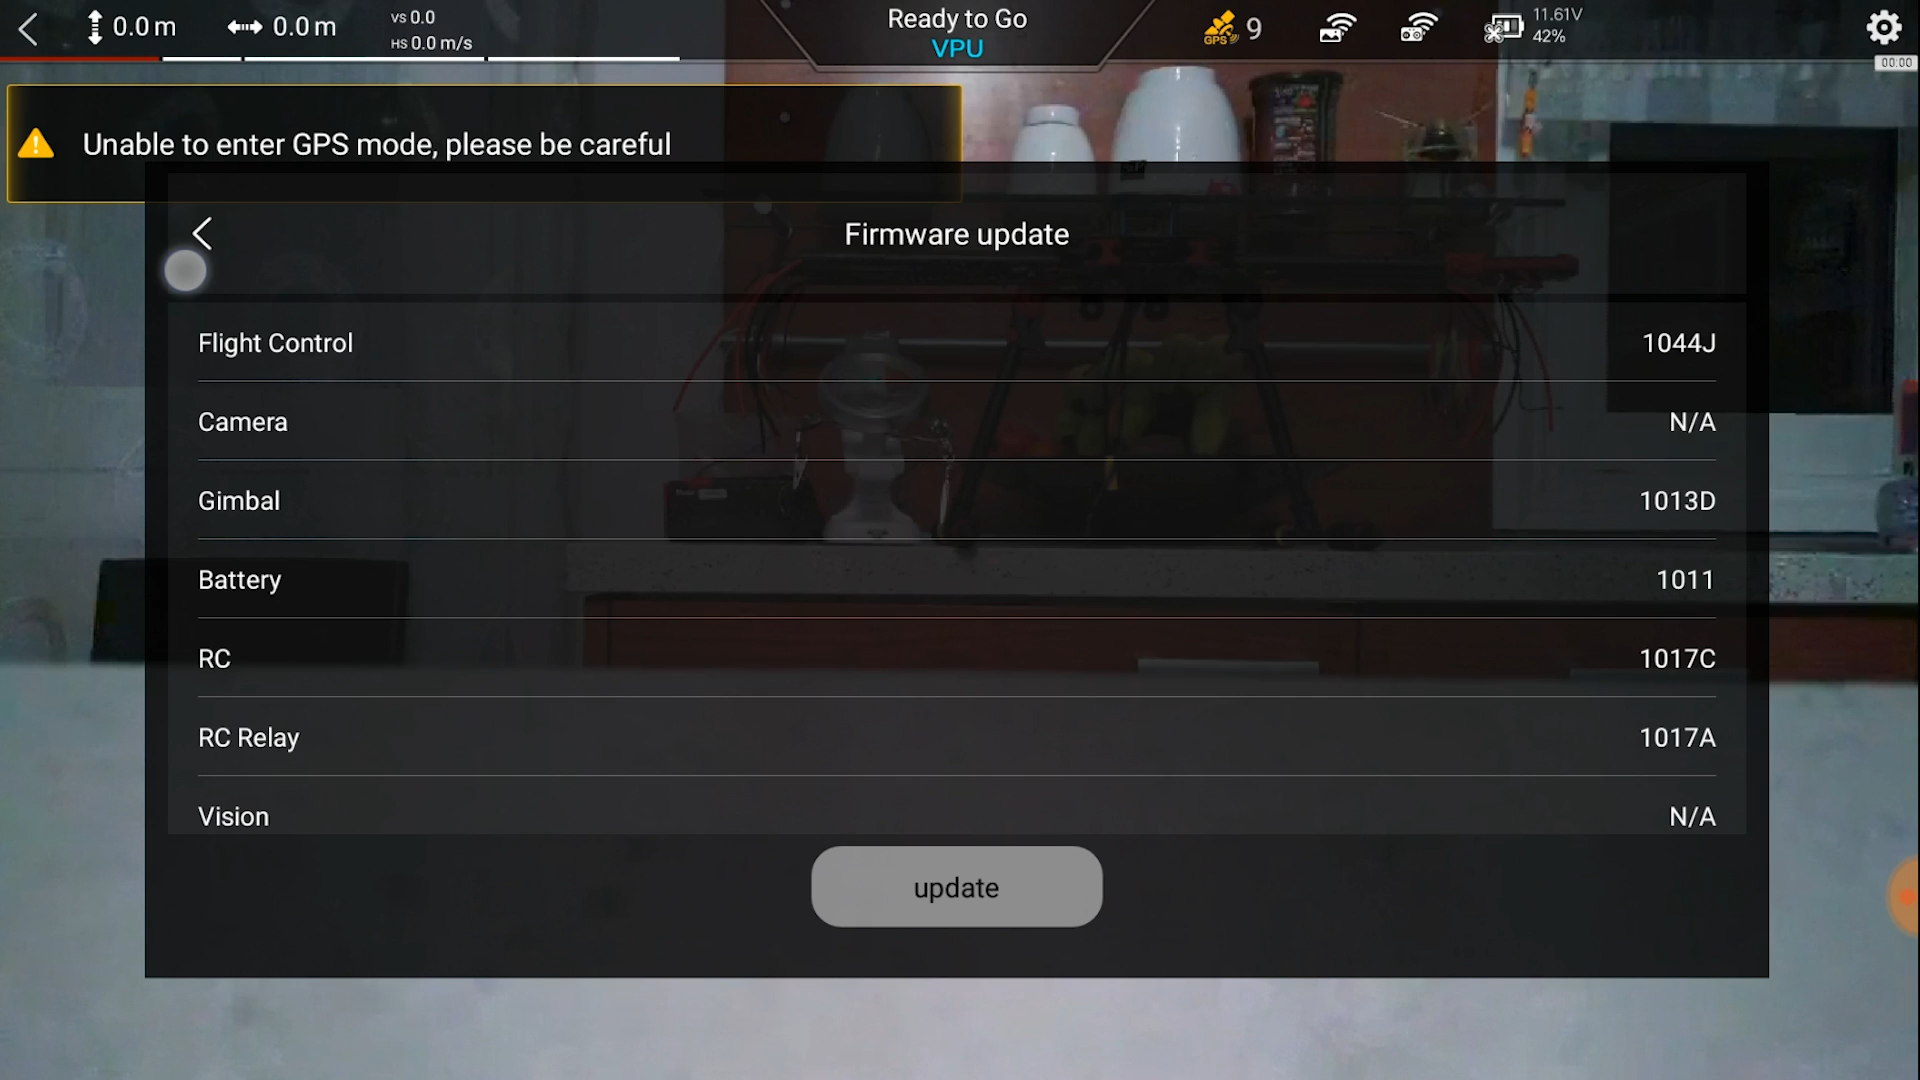 0.0 m
0.0 m
VS 0.0
HS 0.0 m/s
Ready to Go
VPU
GPS
9
11.61V
42%
00:00
Unable to enter GPS mode, please be careful
Firmware update
Flight Control 1044J
Camera N/A
Gimbal 1013D
Battery 1011
RC 1017C
RC Relay 1017A
Vision N/A
update